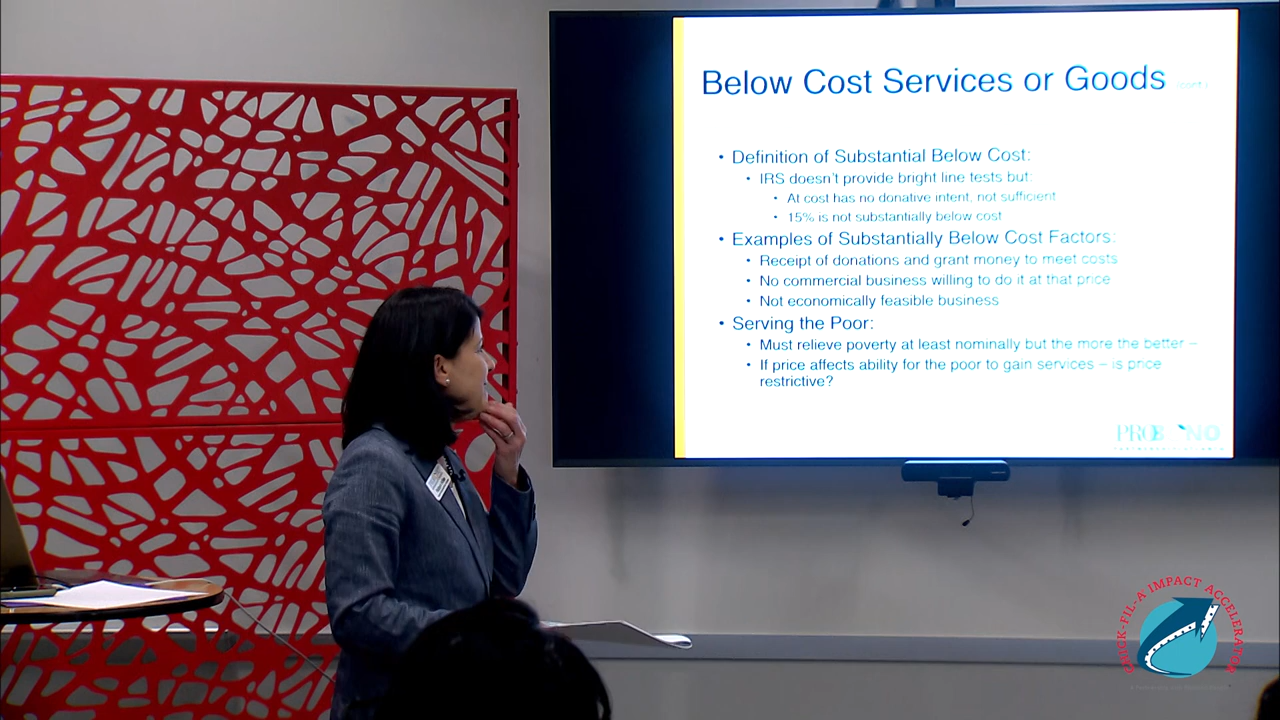 Below Cost Services or Goods (cont)
• Definition of Substantial Below Cost:
• IRS doesn't provide bright line tests but:
• At cost has no donative intent, not sufficient
• 15% is not substantially below cost
• Examples of Substantially Below Cost Factors:
• Receipt of donations and grant money to meet costs
• No commercial business willing to do it at that price
• Not economically feasible business
• Serving the Poor:
• Must relieve poverty at least nominally but the more the better –
• If price affects ability for the poor to gain services – is price
restrictive?
CHICK-FIL-A IMPACT ACCELERATOR